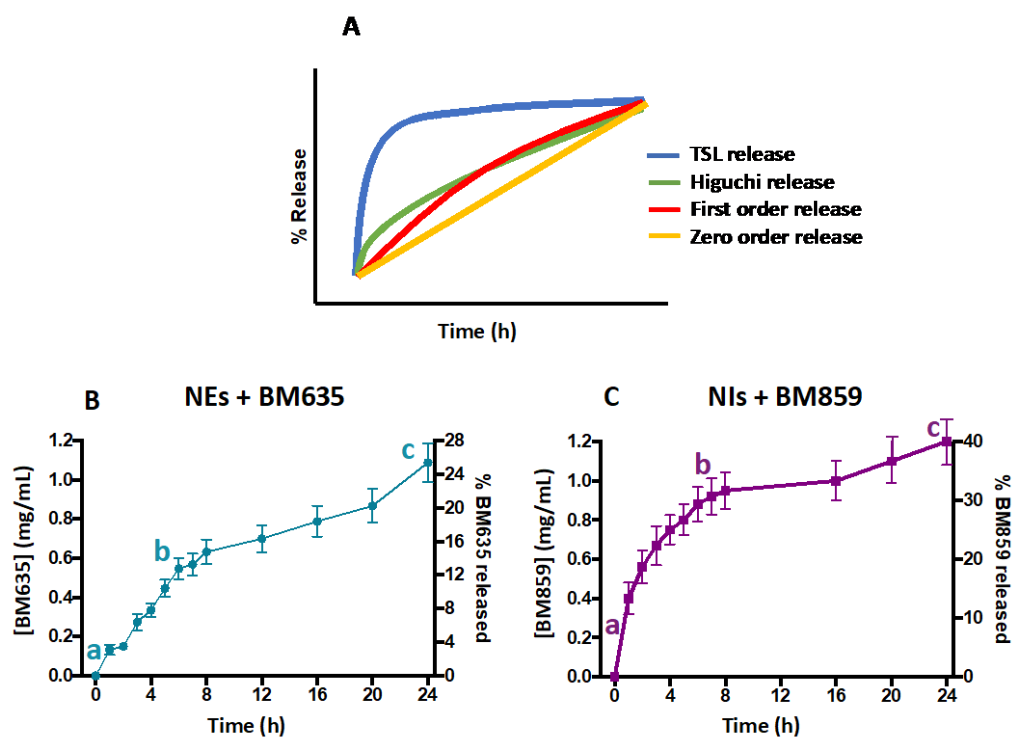 A
% Release
TSL release
Higuchi release
First order release
Zero order release
Time (h)
B
NEs + BM635
[BM635] (mg/mL)
1.2
1.0
0.8
0.6
0.4
0.2
0.0
a
b
c
28
24
20
16
12
8
4
0
% BM635 released
0 4 8 12 16 20 24
Time (h)
C
NIs + BM859
[BM859] (mg/mL)
1.2
1.0
0.8
0.6
0.4
0.2
0.0
a
b
c
40
30
20
10
0
% BM859 released
0 4 8 12 16 20 24
Time (h)